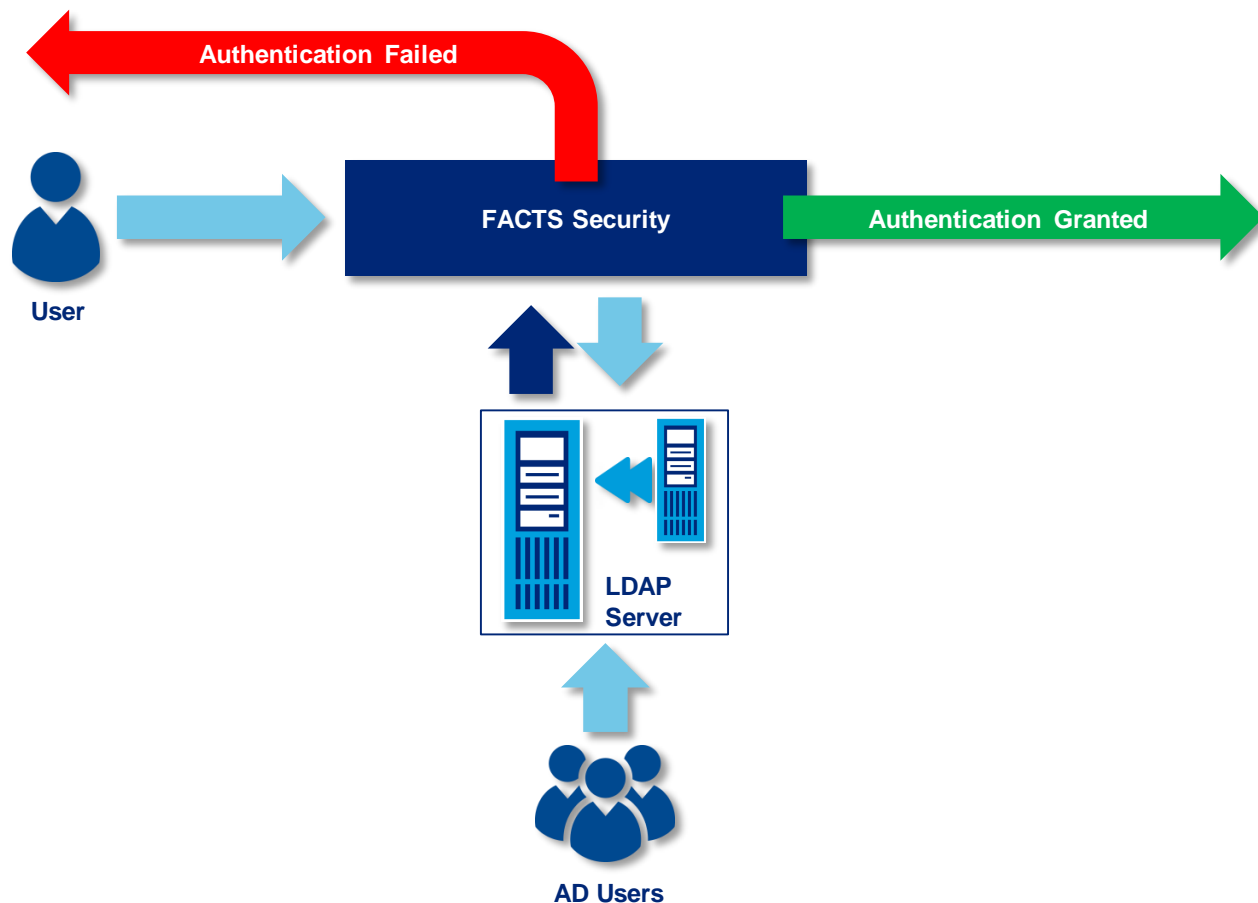 Authentication Failed
FACTS Security
Authentication Granted
User
LDAP
Server
AD Users